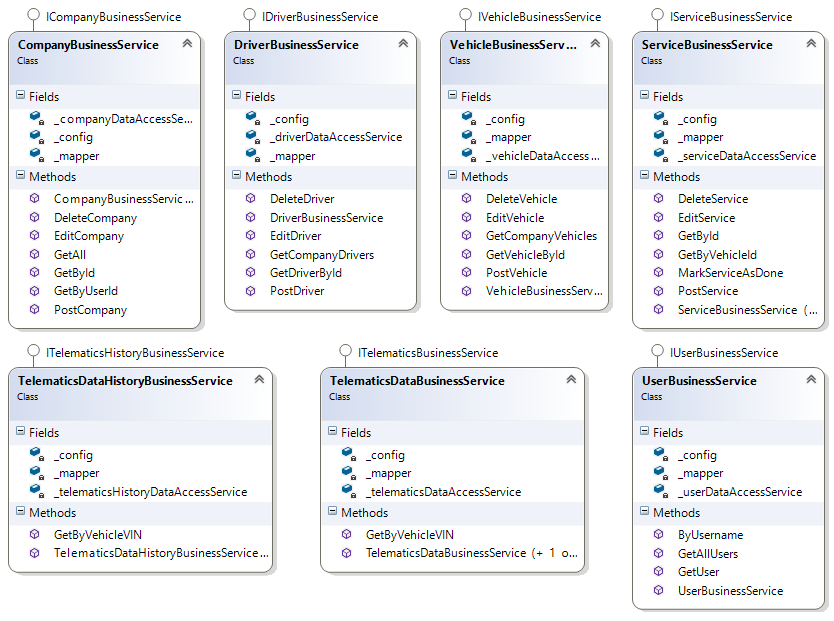 ICompanyBusinessService
CompanyBusinessService
Class
Fields
_companyDataAccessSe...
_config
_mapper
Methods
CompanyBusinessServic...
DeleteCompany
EditCompany
GetAll
GetById
GetByUserId
PostCompany
IDriverBusinessService
DriverBusinessService
Class
Fields
_config
_driverDataAccessService
_mapper
Methods
DeleteDriver
DriverBusinessService
EditDriver
GetCompanyDrivers
GetDriverById
PostDriver
IVehicleBusinessService
VehicleBusinessServ...
Class
Fields
_config
_mapper
_vehicleDataAccess...
Methods
DeleteVehicle
EditVehicle
GetCompanyVehicles
GetVehicleById
PostVehicle
VehicleBusinessServ...
IServiceBusinessService
ServiceBusinessService
Class
Fields
_config
_mapper
_serviceDataAccessService
Methods
DeleteService
EditService
GetById
GetByVehicleId
MarkServiceAsDone
PostService
ServiceBusinessService (...
ITelematicsHistoryBusinessService
TelematicsDataHistoryBusinessService
Class
Fields
_config
_mapper
_telematicsHistoryDataAccessService
Methods
GetByVehicleVIN
TelematicsDataHistoryBusinessService...
ITelematicsBusinessService
TelematicsDataBusinessService
Class
Fields
_config
_mapper
_telematicsDataAccessService
Methods
GetByVehicleVIN
TelematicsDataBusinessService (+ 1 o...
IUserBusinessService
UserBusinessService
Class
Fields
_config
_mapper
_userDataAccessService
Methods
ByUsername
GetAllUsers
GetUser
UserBusinessService